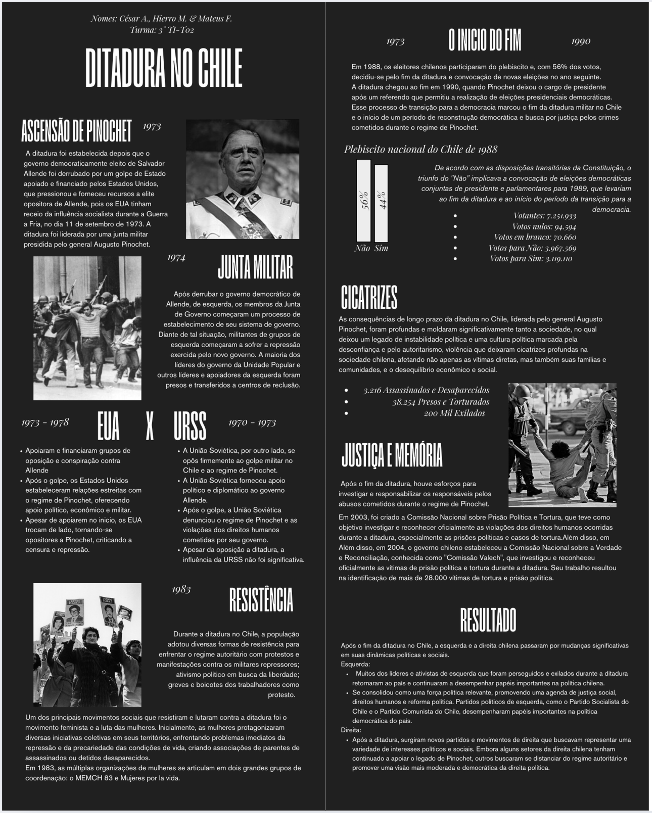 Nomes: César A., Hierro M. & Mateus F.
Turma: 3° TI-T02
DITADURA NO CHILE
ASCENSÃO DE PINOCHET 1973
A ditadura foi estabelecida depois que o
governo democraticamente eleito de Salvador
Allende foi derrubado por um golpe de Estado
apoiado e financiado pelos Estados Unidos,
que pressionou e forneceu recursos a elite
opositora de Allende, pois os EUA tinham
receio da influência socialista durante a Guerra
a Fria, no dia 11 de setembro de 1973. A
ditadura foi liderada por uma junta militar
presidida pelo general Augusto Pinochet.
1974 JUNTA MILITAR
Após derrubar o governo democrático de
Allende, de esquerda, os membros da Junta
de Governo começaram um processo de
estabelecimento de seu sistema de governo.
Diante de tal situação, militantes de grupos de
esquerda começaram a sofrer a repressão
exercida pelo novo governo. A maioria dos
líderes do governo da Unidade Popular e
outros líderes e apoiadores da esquerda foram
presos e transferidos a centros de reclusão.
1973 - 1978 EUA X URSS 1970 - 1973
• Apoiaram e financiaram grupos de
oposição e conspiração contra
Allende
• Após o golpe, os Estados Unidos
estabeleceram relações estreitas com
o regime de Pinochet, oferecendo
apoio político, econômico e militar.
• Apesar de apoiarem no início, os EUA
trocam de lado, tornando-se
opositores a Pinochet, criticando a
censura e repressão.
• A União Soviética, por outro lado, se
opôs firmemente ao golpe militar no
Chile e ao regime de Pinochet.
• A União Soviética forneceu apoio
político e diplomático ao governo
Allende.
• Após o golpe, a União Soviética
denunciou o regime de Pinochet e as
violações dos direitos humanos
cometidas por seu governo.
• Apesar da oposição a ditadura, a
influência da URSS não foi significativa.
1983 RESISTÊNCIA
Durante a ditadura no Chile, a população
adotou diversas formas de resistência para
enfrentar o regime autoritário com protestos e
manifestações contra os militares repressores;
ativismo político em busca da liberdade;
greves e boicotes dos trabalhadores como
protesto.
Um dos principais movimentos sociais que resistiram e lutaram contra a ditadura foi o
movimento feminista e a luta das mulheres. Inicialmente, as mulheres protagonizaram
diversas iniciativas coletivas em seus territórios, enfrentando problemas imediatos da
repressão e da precariedade das condições de vida, criando associações de parentes de
assassinados ou detidos desaparecidos.
Em 1983, as múltiplas organizações de mulheres se articulam em dois grandes grupos de
coordenação: o MEMCH 83 e Mujeres por la vida.
1973 O INICIO DO FIM 1990
Em 1988, os eleitores chilenos participaram do plebiscito e, com 56% dos votos,
decidiu-se pelo fim da ditadura e convocação de novas eleições no ano seguinte.
A ditadura chegou ao fim em 1990, quando Pinochet deixou o cargo de presidente
após um referendo que permitiu a realização de eleições presidenciais democráticas.
Esse processo de transição para a democracia marcou o fim da ditadura militar no Chile
e o início de um período de reconstrução democrática e busca por justiça pelos crimes
cometidos durante o regime de Pinochet.
Plebiscito nacional do Chile de 1988
56%
44%
Não Sim
De acordo com as disposições transitórias da Constituição, o
triunfo do "Não" implicava a convocação de eleições democráticas
conjuntas de presidente e parlamentares para 1989, que levariam
ao fim da ditadura e ao início do período da transição para a
democracia.
• Votantes: 7.251.933
• Votos nulos: 94.594
• Votos em branco: 70.660
• Votos para Não: 3.967.569
• Votos para Sim: 3.119.110
CICATRIZES
As consequências de longo prazo da ditadura no Chile, liderada pelo general Augusto
Pinochet, foram profundas e moldaram significativamente tanto a sociedade, no qual
deixou um legado de instabilidade política e uma cultura política marcada pela
desconfiança e pelo autoritarismo, violência que deixaram cicatrizes profundas na
sociedade chilena, afetando não apenas as vítimas diretas, mas também suas famílias e
comunidades, e o desequilíbrio econômico e social.
• 3.216 Assassinados e Desaparecidos
• 38.254 Presos e Torturados
• 200 Mil Exilados
JUSTIÇA E MEMÓRIA
Após o fim da ditadura, houve esforços para
investigar e responsabilizar os responsáveis pelos
abusos cometidos durante o regime de Pinochet.
Em 2003, foi criado a Comissão Nacional sobre Prisão Política e Tortura, que teve como
objetivo investigar e reconhecer oficialmente as violações dos direitos humanos ocorridas
durante a ditadura, especialmente as prisões políticas e casos de tortura.Além disso, em
Além disso, em 2004, o governo chileno estabeleceu a Comissão Nacional sobre a Verdade
e Reconciliação, conhecida como "Comissão Valech", que investigou e reconheceu
oficialmente as vítimas de prisão política e tortura durante a ditadura. Seu trabalho resultou
na identificação de mais de 28.000 vítimas de tortura e prisão política.
RESULTADO
Após o fim da ditadura no Chile, a esquerda e a direita chilena passaram por mudanças significativas
em suas dinâmicas políticas e sociais.
Esquerda:
• Muitos dos líderes e ativistas de esquerda que foram perseguidos e exilados durante a ditadura
retornaram ao país e continuaram a desempenhar papéis importantes na política chilena.
• Se consolidou como uma força política relevante, promovendo uma agenda de justiça social,
direitos humanos e reforma política. Partidos políticos de esquerda, como o Partido Socialista do
Chile e o Partido Comunista do Chile, desempenharam papéis importantes na política
democrática do país.
Direita:
• Após a ditadura, surgiram novos partidos e movimentos de direita que buscavam representar uma
variedade de interesses políticos e sociais. Embora alguns setores da direita chilena tenham
continuado a apoiar o legado de Pinochet, outros buscaram se distanciar do regime autoritário e
promover uma visão mais moderada e democrática da direita política.